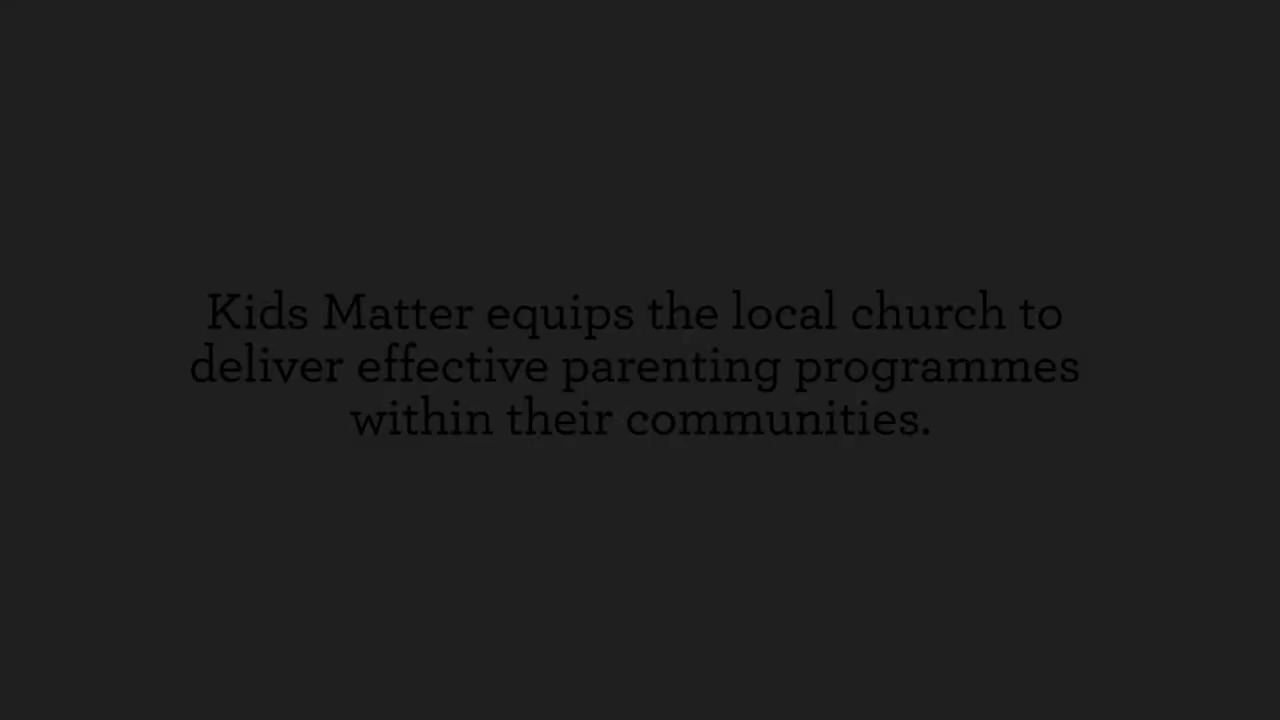 Kids Matter equips the local church to
deliver effective parenting programmes
within their communities.